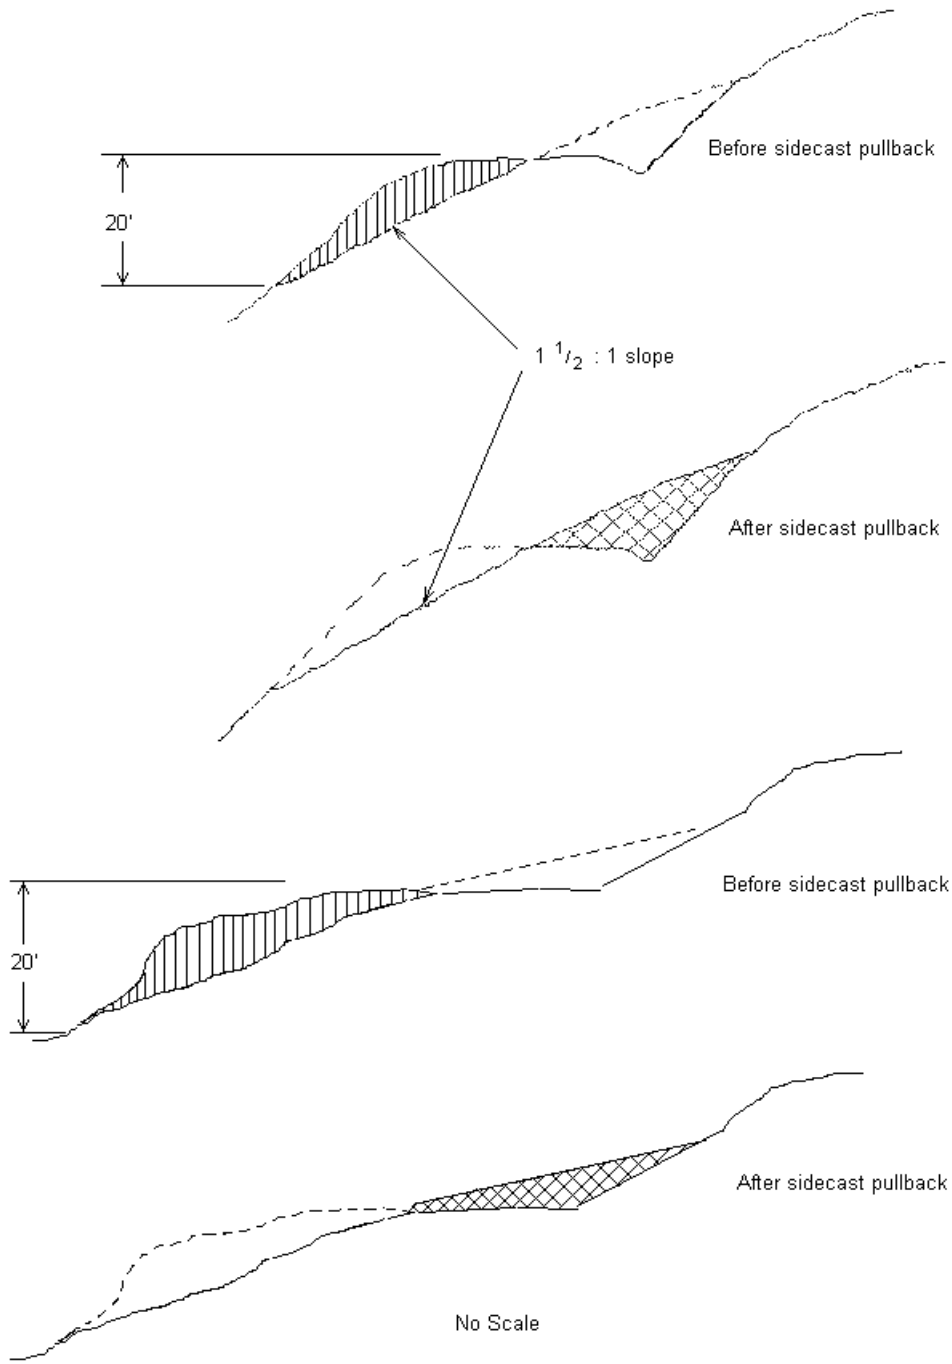 Before sidecast pullback
20'
1 1/2 : 1 slope
After sidecast pullback
Before sidecast pullback
20'
After sidecast pullback
No Scale